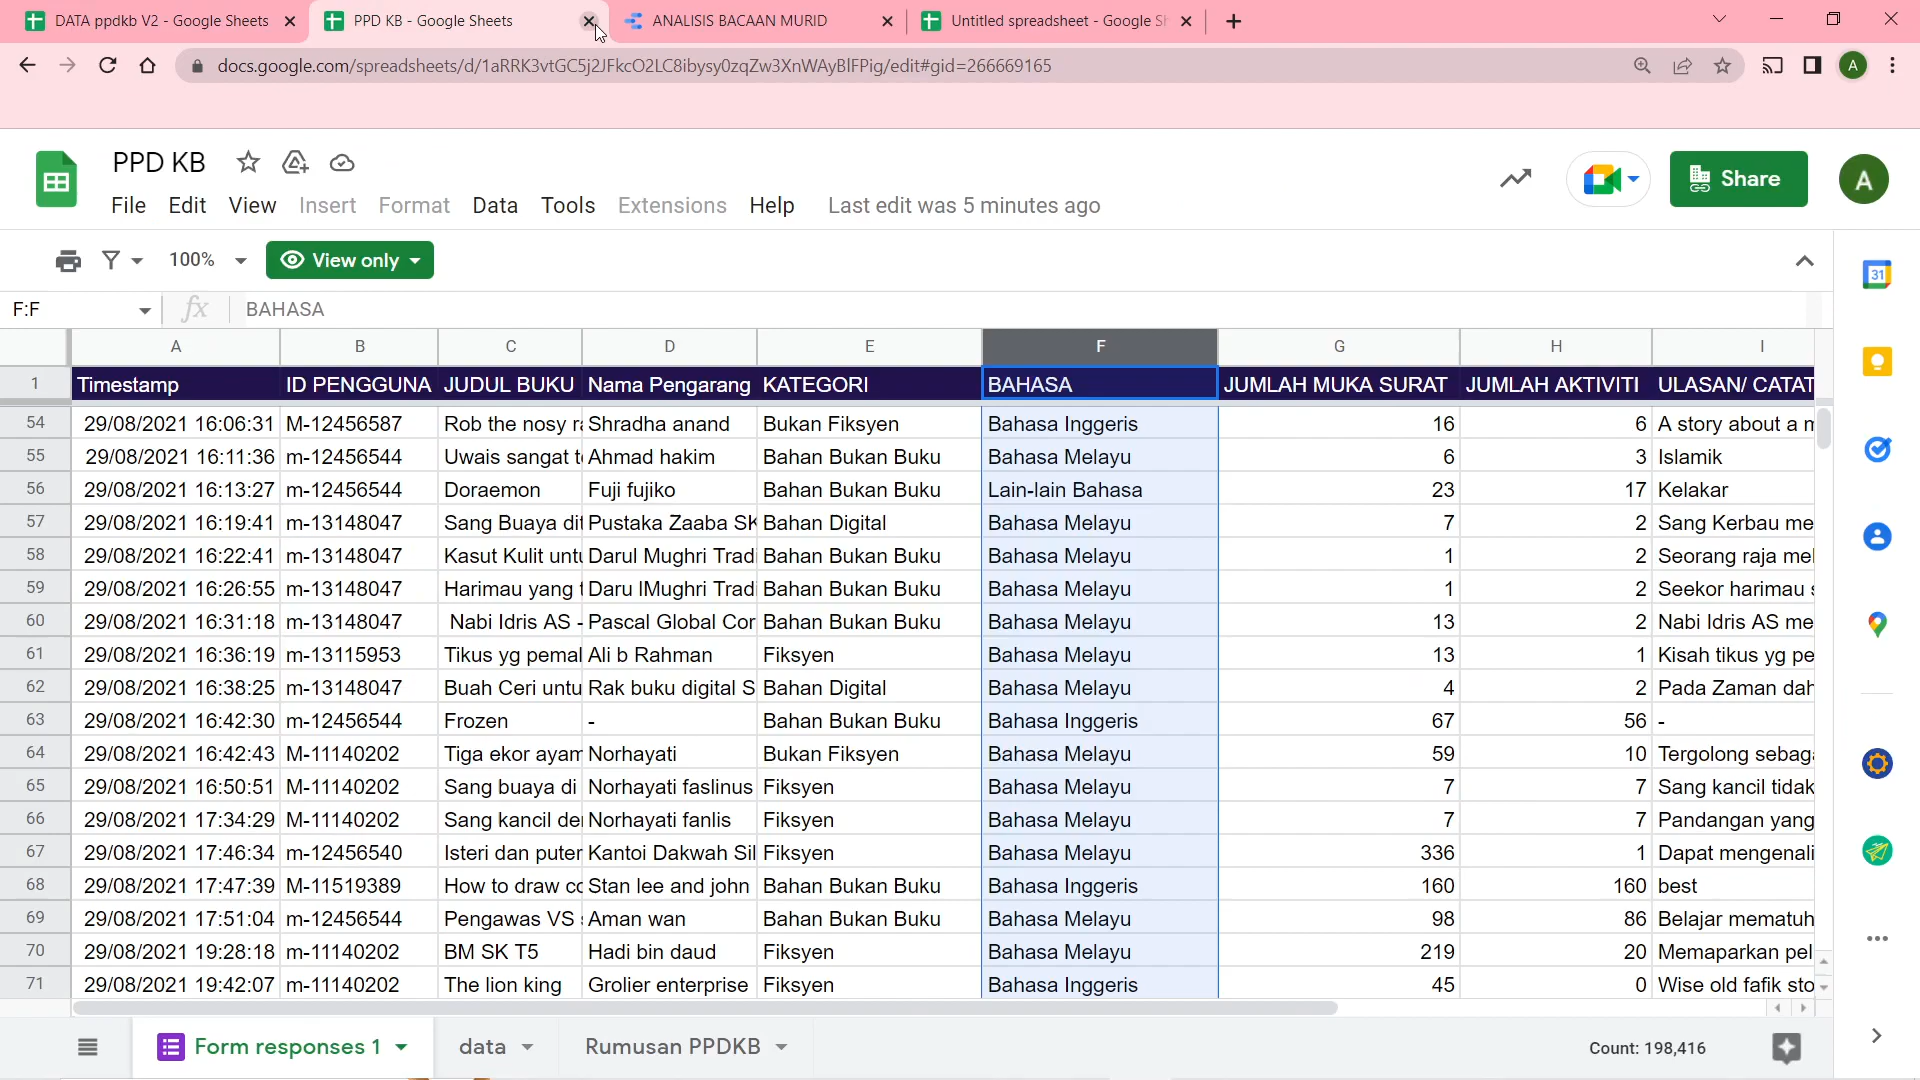 DATA ppdkb V2 - Google Sheets
PPD KB - Google Sheets
ANALISIS BACAAN MURID
Untitled spreadsheet - Google Sh
docs.google.com/spreadsheets/d/1aRRK3vtGC5j2JFkcO2LC8ibysy0zqZw3XnWAyBlFPig/edit#gid=266669165
A
PPD KB
Share
A
File Edit View Insert Format Data Tools Extensions Help Last edit was 5 minutes ago
100% View only
31
F:F fx BAHASA
A B C D E F G H I
1 Timestamp ID PENGGUNA JUDUL BUKU Nama Pengarang KATEGORI BAHASA JUMLAH MUKA SURAT JUMLAH AKTIVITI ULASAN/ CATAT
54 29/08/2021 16:06:31 M-12456587 Rob the nosy ra Shradha anand Bukan Fiksyen Bahasa Inggeris 16 6 A story about a m
55 29/08/2021 16:11:36 m-12456544 Uwais sangat te Ahmad hakim Bahan Bukan Buku Bahasa Melayu 6 3 Islamik
56 29/08/2021 16:13:27 m-12456544 Doraemon Fuji fujiko Bahan Bukan Buku Lain-lain Bahasa 23 17 Kelakar
57 29/08/2021 16:19:41 m-13148047 Sang Buaya dit Pustaka Zaaba SK Bahan Digital Bahasa Melayu 7 2 Sang Kerbau me
58 29/08/2021 16:22:41 m-13148047 Kasut Kulit untu Darul Mughri Tradi Bahan Bukan Buku Bahasa Melayu 1 2 Seorang raja mel
59 29/08/2021 16:26:55 m-13148047 Harimau yang t Daru lMughri Tradi Bahan Bukan Buku Bahasa Melayu 1 2 Seekor harimau s
60 29/08/2021 16:31:18 m-13148047 Nabi Idris AS - Pascal Global Cor Bahan Bukan Buku Bahasa Melayu 13 2 Nabi Idris AS me
61 29/08/2021 16:36:19 m-13115953 Tikus yg pemal Ali b Rahman Fiksyen Bahasa Melayu 13 1 Kisah tikus yg pe
62 29/08/2021 16:38:25 m-13148047 Buah Ceri untu Rak buku digital S Bahan Digital Bahasa Melayu 4 2 Pada Zaman dah
63 29/08/2021 16:42:30 m-12456544 Frozen - Bahan Bukan Buku Bahasa Inggeris 67 56 -
64 29/08/2021 16:42:43 M-11140202 Tiga ekor ayam Norhayati Bukan Fiksyen Bahasa Melayu 59 10 Tergolong sebaga
65 29/08/2021 16:50:51 M-11140202 Sang buaya di Norhayati faslinus Fiksyen Bahasa Melayu 7 7 Sang kancil tidak
66 29/08/2021 17:34:29 M-11140202 Sang kancil der Norhayati fanlis Fiksyen Bahasa Melayu 7 7 Pandangan yang
67 29/08/2021 17:46:34 m-12456540 Isteri dan puter Kantoi Dakwah Sil Fiksyen Bahasa Melayu 336 1 Dapat mengenali
68 29/08/2021 17:47:39 M-11519389 How to draw co Stan lee and john Bahan Bukan Buku Bahasa Inggeris 160 160 best
69 29/08/2021 17:51:04 m-12456544 Pengawas VS s Aman wan Bahan Bukan Buku Bahasa Melayu 98 86 Belajar mematuh
70 29/08/2021 19:28:18 m-11140202 BM SK T5 Hadi bin daud Fiksyen Bahasa Melayu 219 20 Memaparkan pel
71 29/08/2021 19:42:07 m-11140202 The lion king Grolier enterprise Fiksyen Bahasa Inggeris 45 0 Wise old fafik sto
Form responses 1 data Rumusan PPDKB Count: 198,416